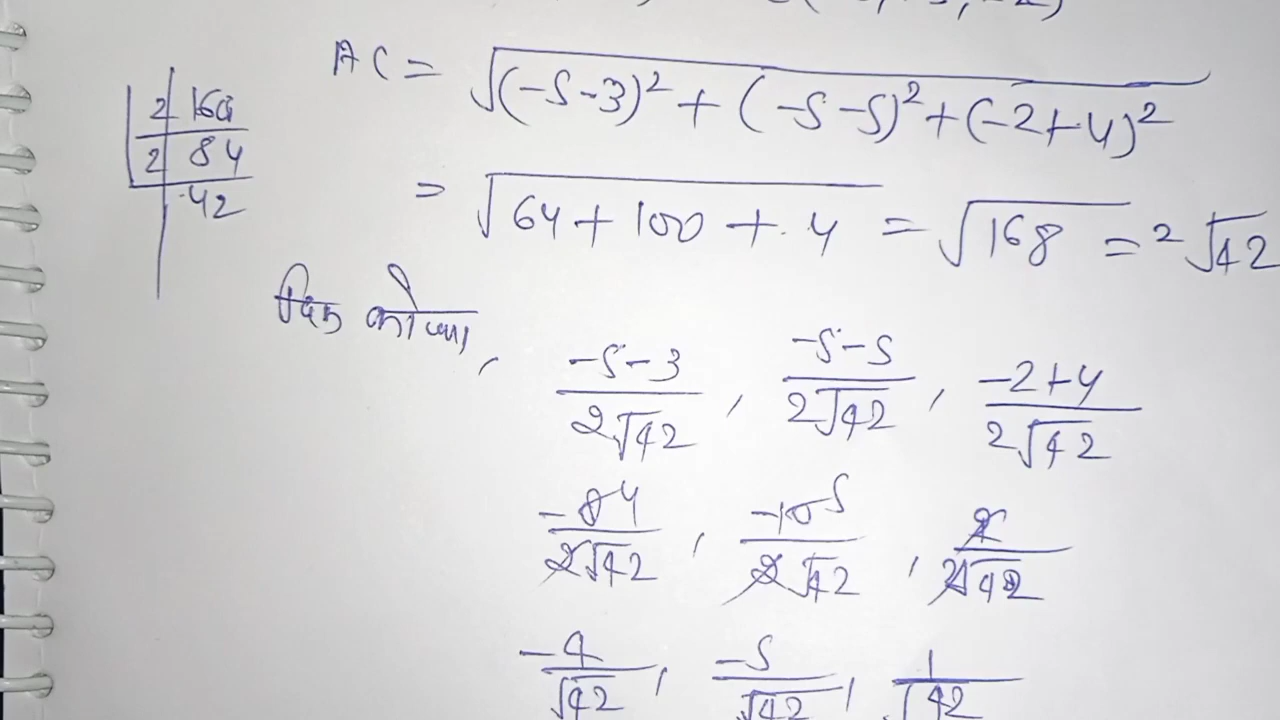 AC = √((-5-3)² + (-5-5)² + (-2+4)²)
2 | 168
2 | 84
42
= √(64 + 100 + 4) = √168 = 2√42
दिक् कोज्या,
(-5-3)/(2√42) , (-5-5)/(2√42) , (-2+4)/(2√42)
-8 4/(2√42) , -10 5/(2√42) , 2/(2√42)
-4/√42 , -5/√42 , 1/√42